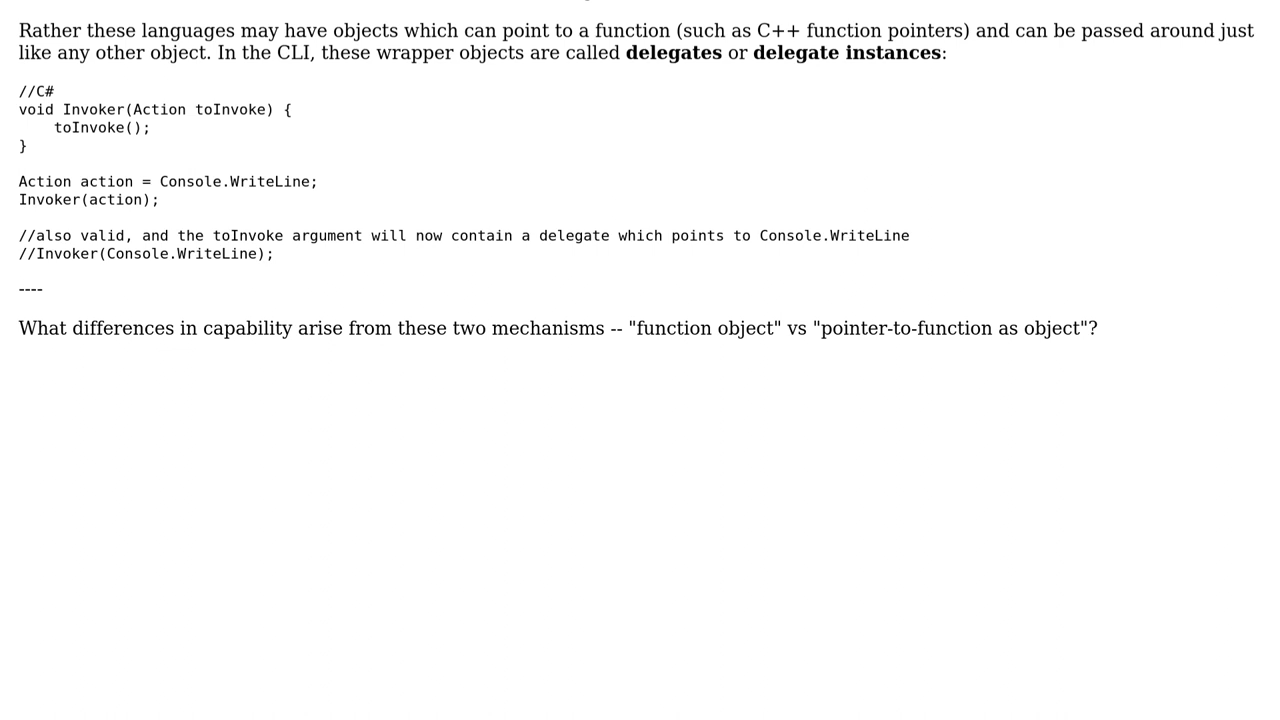 Rather these languages may have objects which can point to a function (such as C++ function pointers) and can be passed around just
like any other object. In the CLI, these wrapper objects are called delegates or delegate instances:
//C#
void Invoker(Action toInvoke) {
    toInvoke();
}
Action action = Console.WriteLine;
Invoker(action);
//also valid, and the toInvoke argument will now contain a delegate which points to Console.WriteLine
//Invoker(Console.WriteLine);
----
What differences in capability arise from these two mechanisms -- "function object" vs "pointer-to-function as object"?